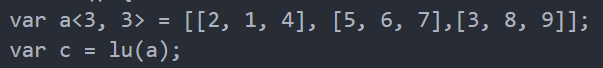 var a<3, 3> = [[2, 1, 4], [5, 6, 7],[3, 8, 9]];
var c = lu(a);